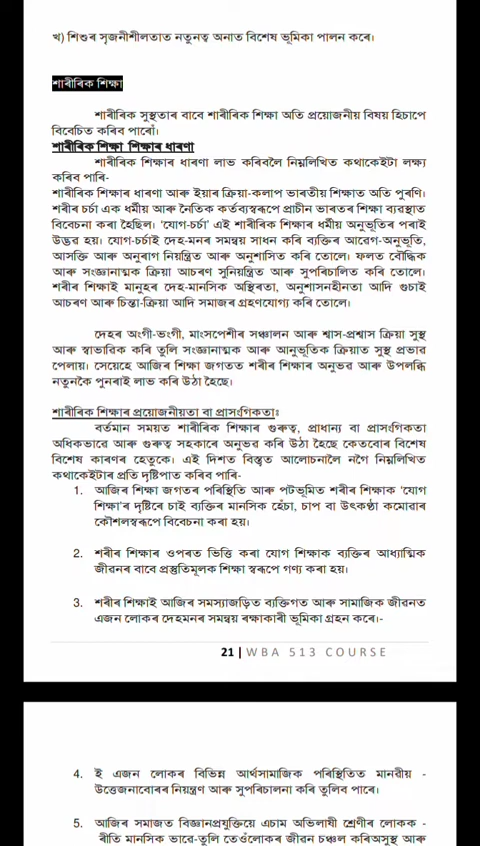 খ) শিশুৰ সৃজনীশীলতাত নতুনত্ব অনাত বিশেষ ভূমিকা পালন কৰে।
শাৰীৰিক শিক্ষা
শাৰীৰিক সুস্থতাৰ বাবে শাৰীৰিক শিক্ষা অতি প্ৰয়োজনীয় বিষয় হিচাপে
বিবেচিত কৰিব পাৰোঁ।
শাৰীৰিক শিক্ষা শিক্ষাৰ ধাৰণা
শাৰীৰিক শিক্ষাৰ ধাৰণা লাভ কৰিবলৈ নিম্নলিখিত কথাকেইটা লক্ষ্য
কৰিব পাৰি-
শাৰীৰিক শিক্ষাৰ ধাৰণা আৰু ইয়াৰ ক্ৰিয়া-কলাপ ভাৰতীয় শিক্ষাত অতি পুৰণি।
শৰীৰ চৰ্চা এক ধৰ্মীয় আৰু নৈতিক কৰ্তব্যস্বৰূপে প্ৰাচীন ভাৰতৰ শিক্ষা ব্যৱস্থাত
বিবেচনা কৰা হৈছিল। ‘যোগ-চৰ্চা’ এই শাৰীৰিক শিক্ষাৰ ধৰ্মীয় অনুভূতিৰ পৰাই
উদ্ভৱ হয়। যোগ-চৰ্চাই দেহ-মনৰ সমন্বয় সাধন কৰি ব্যক্তিৰ আৱেগ-অনুভূতি,
আসক্তি আৰু অনুৰাগ নিয়ন্ত্ৰিত আৰু অনুশাসিত কৰি তোলে। ফলত বৌদ্ধিক
আৰু সংজ্ঞানাত্মক ক্ৰিয়া আচৰণ সুনিয়ন্ত্ৰিত আৰু সুপৰিচালিত কৰি তোলে।
শৰীৰ শিক্ষাই মানুহৰ দেহ-মানসিক অস্থিৰতা, অনুশাসনহীনতা আদি গুচাই
আচৰণ আৰু চিন্তা-ক্ৰিয়া আদি সমাজৰ গ্ৰহণযোগ্য কৰি তোলে।
দেহৰ অংগী-ভংগী, মাংসপেশীৰ সঞ্চালন আৰু শ্বাস-প্ৰশ্বাস ক্ৰিয়া সুস্থ
আৰু স্বাভাৱিক কৰি তুলি সংজ্ঞানাত্মক আৰু আনুভূতিক ক্ৰিয়াত সুস্থ প্ৰভাৱ
পেলায়। সেয়েহে আজিৰ শিক্ষা জগতত শৰীৰ শিক্ষাৰ অনুভৱ আৰু উপলব্ধি
নতুনকৈ পুনৰাই লাভ কৰি উঠা হৈছে।
শাৰীৰিক শিক্ষাৰ প্ৰয়োজনীয়তা বা প্ৰাসংগিকতাঃ
বৰ্তমান সময়ত শাৰীৰিক শিক্ষাৰ গুৰুত্ব, প্ৰাধান্য বা প্ৰাসংগিকতা
অধিকভাৱে আৰু গুৰুত্ব সহকাৰে অনুভৱ কৰি উঠা হৈছে কেতবোৰ বিশেষ
বিশেষ কাৰণৰ হেতুকে। এই দিশত বিস্তৃত আলোচনালৈ নগৈ নিম্নলিখিত
কথাকেইটাৰ প্ৰতি দৃষ্টিপাত কৰিব পাৰি-
1. আজিৰ শিক্ষা জগতৰ পৰিস্থিতি আৰু পটভূমিত শৰীৰ শিক্ষাক ‘যোগ
শিক্ষা’ৰ দৃষ্টিৰে চাই ব্যক্তিৰ মানসিক হেঁচা, চাপ বা উৎকণ্ঠা কমোৱাৰ
কৌশলস্বৰূপে বিবেচনা কৰা হয়।
2. শৰীৰ শিক্ষাৰ ওপৰত ভিত্তি কৰা যোগ শিক্ষাক ব্যক্তিৰ আধ্যাত্মিক
জীৱনৰ বাবে প্ৰস্তুতিমূলক শিক্ষা স্বৰূপে গণ্য কৰা হয়।
3. শৰীৰ শিক্ষাই আজিৰ সমস্যাজড়িত ব্যক্তিগত আৰু সামাজিক জীৱনত
এজন লোকৰ দেহমনৰ সমন্বয় ৰক্ষাকাৰী ভূমিকা গ্ৰহন কৰে।-
21 | WBA 513 COURSE
4. ই এজন লোকৰ বিভিন্ন আৰ্থসামাজিক পৰিস্থিতিত মানৱীয় -
উত্তেজনাবোৰৰ নিয়ন্ত্ৰণ আৰু সুপৰিচালনা কৰি তুলিব পাৰে।
5. আজিৰ সমাজত বিজ্ঞানপ্ৰযুক্তিয়ে এচাম অভিলাষী শ্ৰেণীৰ লোকক -
ৰীতি মানসিক ভাৱে-তুলি তেওঁলোকৰ জীৱন চঞ্চল কৰিঅসুস্থ আৰু